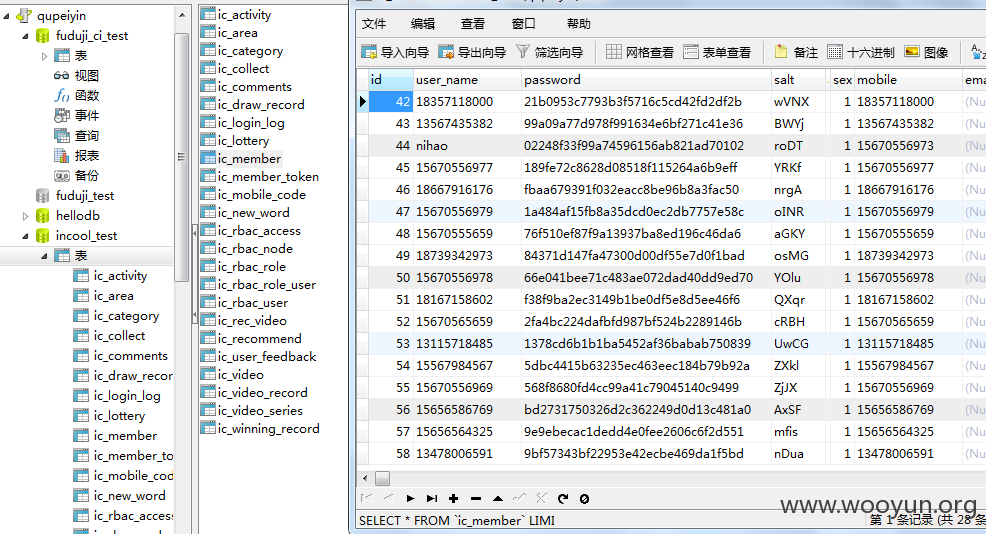 qupeiyin
fuduji_ci_test
表
视图
函数
事件
查询
报表
备份
fuduji_test
hellodb
incool_test
表
ic_activity
ic_area
ic_category
ic_collect
ic_comments
ic_draw_recor
ic_login_log
ic_lottery
ic_member
ic_member_to
ic_mobile_cod
ic_new_word
ic_rbac_access
ic_activity
ic_area
ic_category
ic_collect
ic_comments
ic_draw_record
ic_login_log
ic_lottery
ic_member
ic_member_token
ic_mobile_code
ic_new_word
ic_rbac_access
ic_rbac_node
ic_rbac_role
ic_rbac_role_user
ic_rbac_user
ic_rec_video
ic_recommend
ic_user_feedback
ic_video
ic_video_record
ic_video_series
ic_winning_record
文件 编辑 查看 窗口 帮助
导入向导 导出向导 筛选向导 网格查看 表单查看 备注 十六进制 图像
id user_name password salt sex mobile ema
42 18357118000 21b0953c7793b3f5716c5cd42fd2df2b wVNX 1 18357118000 (Nu
43 13567435382 99a09a77d978f991634e6bf271c41e36 BWYj 1 13567435382 (Nu
44 nihao 02248f33f99a74596156ab821ad70102 roDT 1 15670556973 (Nu
45 15670556977 189fe72c8628d08518f115264a6b9eff YRKf 1 15670556977 (Nu
46 18667916176 fbaa679391f032eacc8be96b8a3fac50 nrgA 1 18667916176 (Nu
47 15670556979 1a484af15fb8a35dcd0ec2db7757e58c oINR 1 15670556979 (Nu
48 15670555659 76f510ef87f9a13937ba8ed196c46da6 aGKY 1 15670555659 (Nu
49 18739342973 84371d147fa47300d00df55e7d0f1bad osMG 1 18739342973 (Nu
50 15670556978 66e041bee71c483ae072dad40dd9ed70 YOlu 1 15670556978 (Nu
51 18167158602 f38f9ba2ec3149b1be0df5e8d5ee46f6 QXqr 1 18167158602 (Nu
52 15670565659 2fa4bc224dafbfd987bf524b2289146b cRBH 1 15670565659 (Nu
53 13115718485 1378cd6b1b1ba5452af36babab750839 UwCG 1 13115718485 (Nu
54 15567984567 5dbc4415b63235ec463eec184b79b92a ZXkl 1 15567984567 (Nu
55 15670556969 568f8680fd4cc99a41c79045140c9499 ZjJX 1 15670556969 (Nu
56 15656586769 bd2731750326d2c362249d0d13c481a0 AxSF 1 15656586769 (Nu
57 15656564325 9e9ebecac1dedd4e0fee2606c6f2d551 mfis 1 15656564325 (Nu
58 13478006591 9bf57343bf22953e42ecbe469da1f5bd nDua 1 13478006591 (Nu
www.wooyun.org
SELECT * FROM `ic_member` LIMI 第 1 条记录 (共 28 条